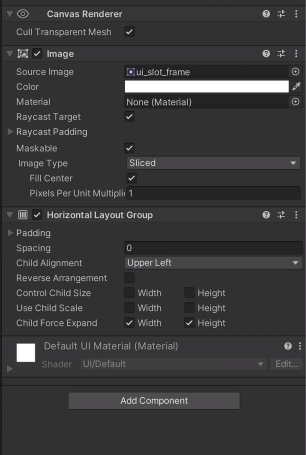 Canvas Renderer
Cull Transparent Mesh
Image
Source Image ui_slot_frame
Color
Material None (Material)
Raycast Target
Raycast Padding
Maskable
Image Type Sliced
Fill Center
Pixels Per Unit Multiplie 1
Horizontal Layout Group
Padding
Spacing 0
Child Alignment Upper Left
Reverse Arrangement
Control Child Size Width Height
Use Child Scale Width Height
Child Force Expand Width Height
Default UI Material (Material)
Shader UI/Default Edit...
Add Component